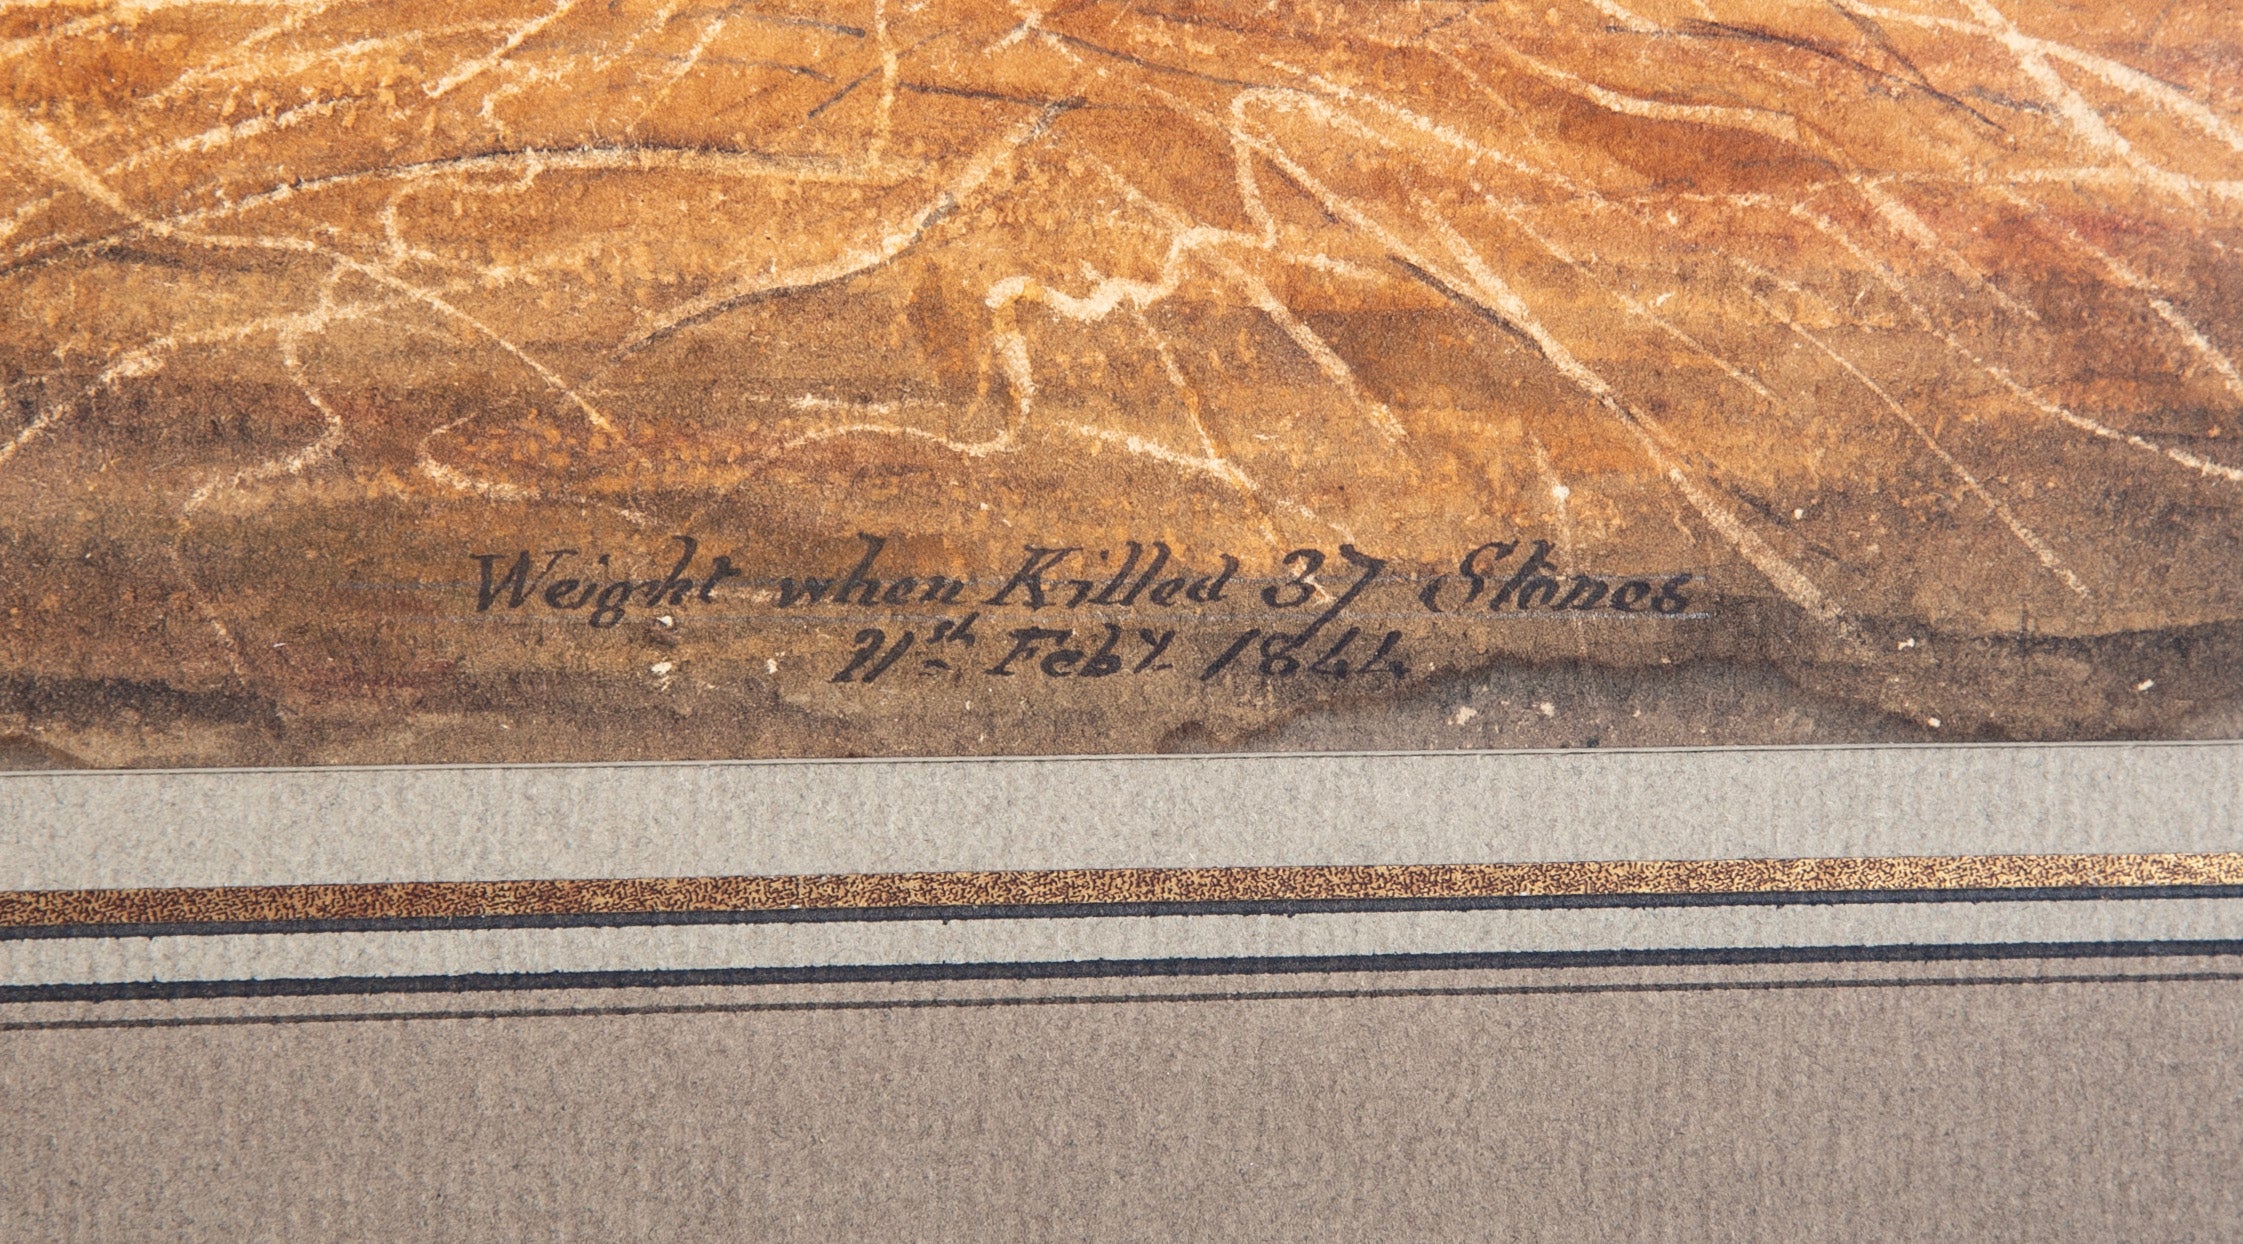 Weight when Killed 37 Stones
21st Feby 1844